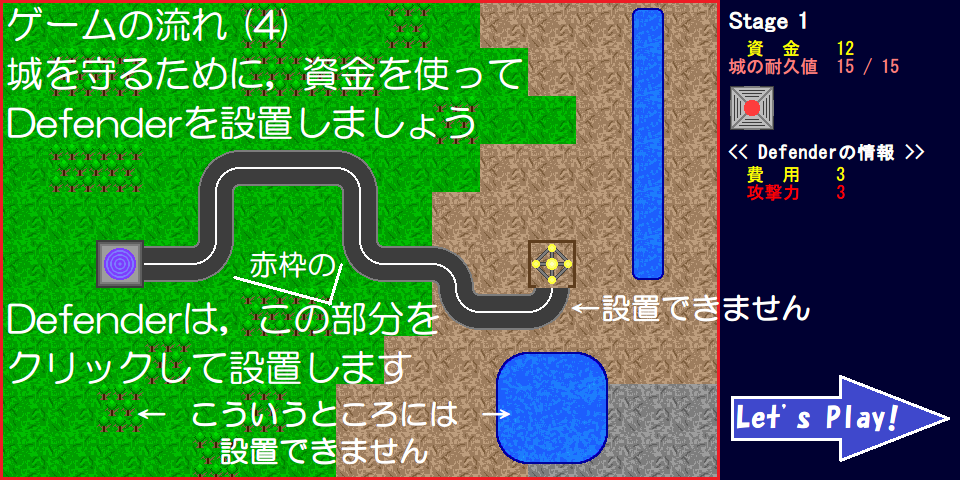 ゲームの流れ (4)
城を守るために, 資金を使って
Defenderを設置しましょう
赤枠の
Defenderは, この部分を
クリックして設置します
←設置できません
← こういうところには →
設置できません
Stage 1
資 金 12
城の耐久値 15 / 15
<< Defenderの情報 >>
費 用 3
攻撃力 3
Let's Play!